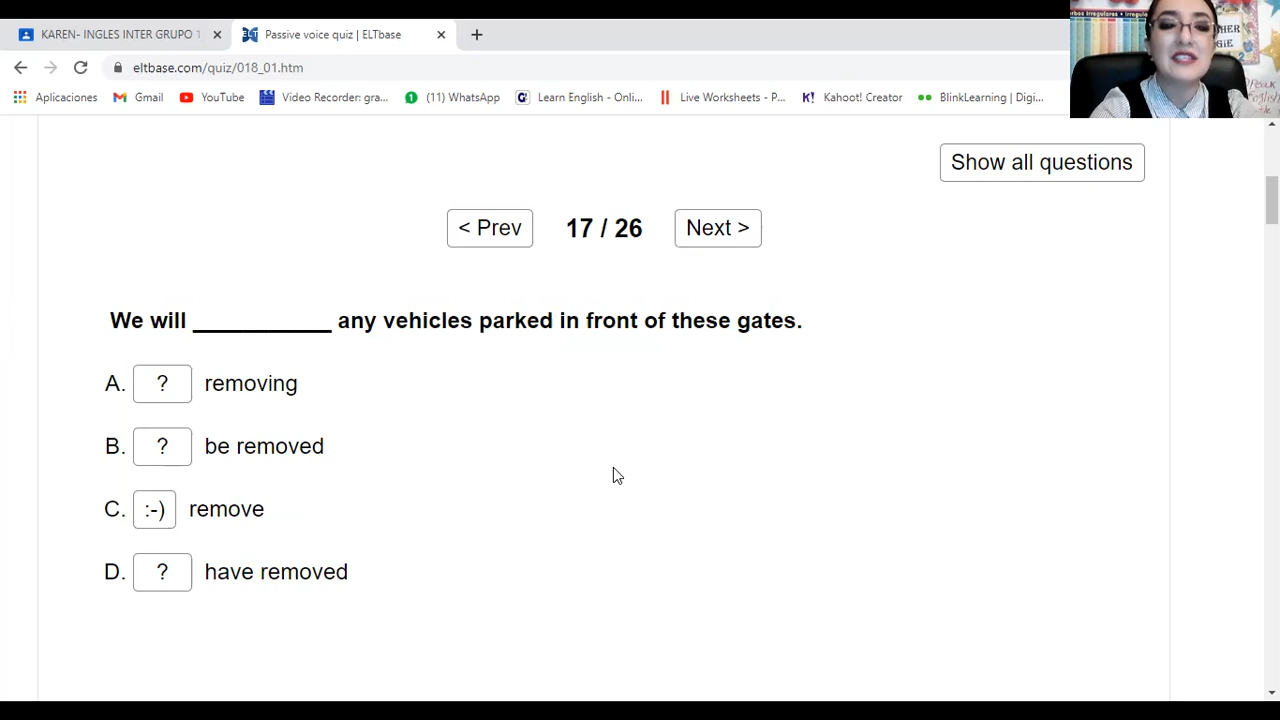 KAREN- INGLES INTER GRUPO 1
Passive voice quiz | ELTbase
eltbase.com/quiz/018_01.htm
Aplicaciones Gmail YouTube Video Recorder: gra... (11) WhatsApp Learn English - Onli... Live Worksheets - P... Kahoot! Creator BlinkLearning | Digi...
Show all questions
< Prev 17 / 26 Next >
We will ___________ any vehicles parked in front of these gates.
A. ? removing
B. ? be removed
C. :-) remove
D. ? have removed